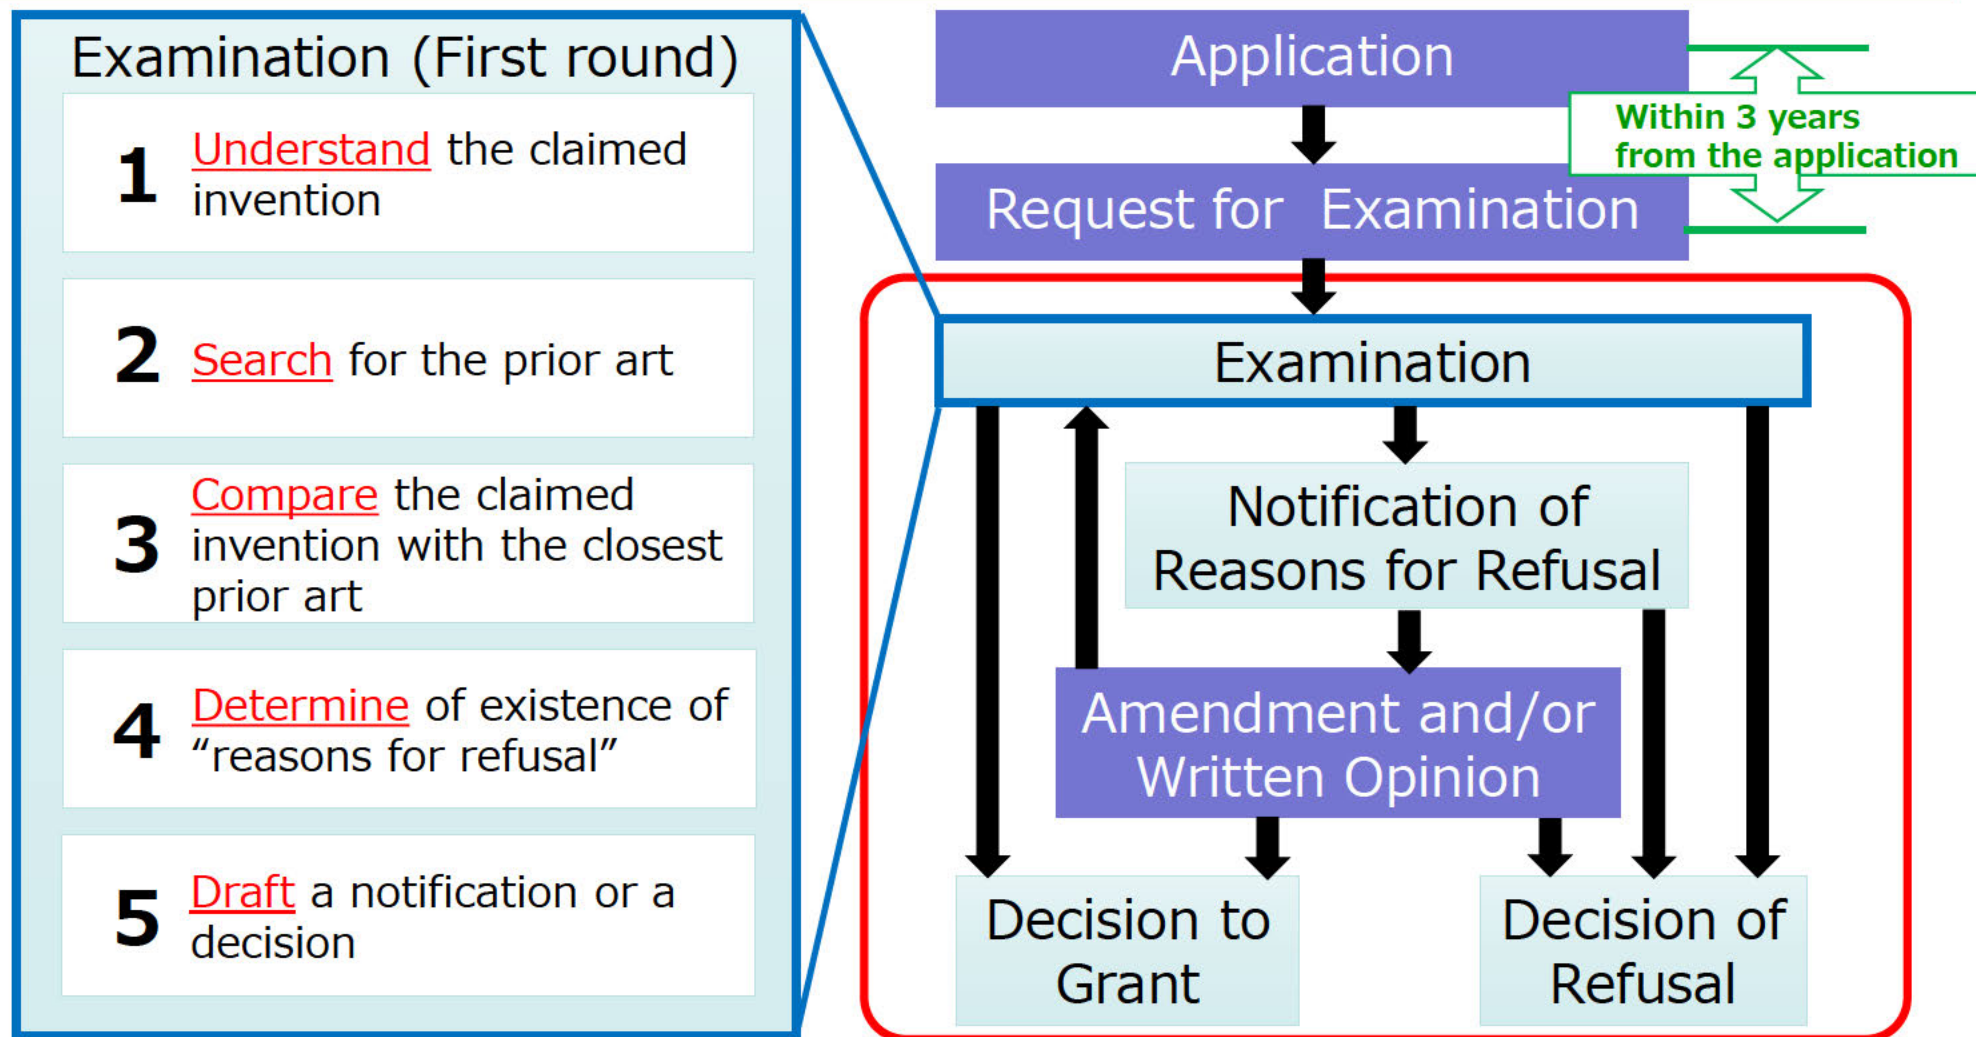 Examination (First round)
1
Understand the claimed
invention
2
Search for the prior art
3
Compare the claimed
invention with the closest
prior art
4
Determine of existence of
“reasons for refusal”
5
Draft a notification or a
decision
Application
Within 3 years
from the application
Request for Examination
Examination
Notification of
Reasons for Refusal
Amendment and/or
Written Opinion
Decision to
Grant
Decision of
Refusal